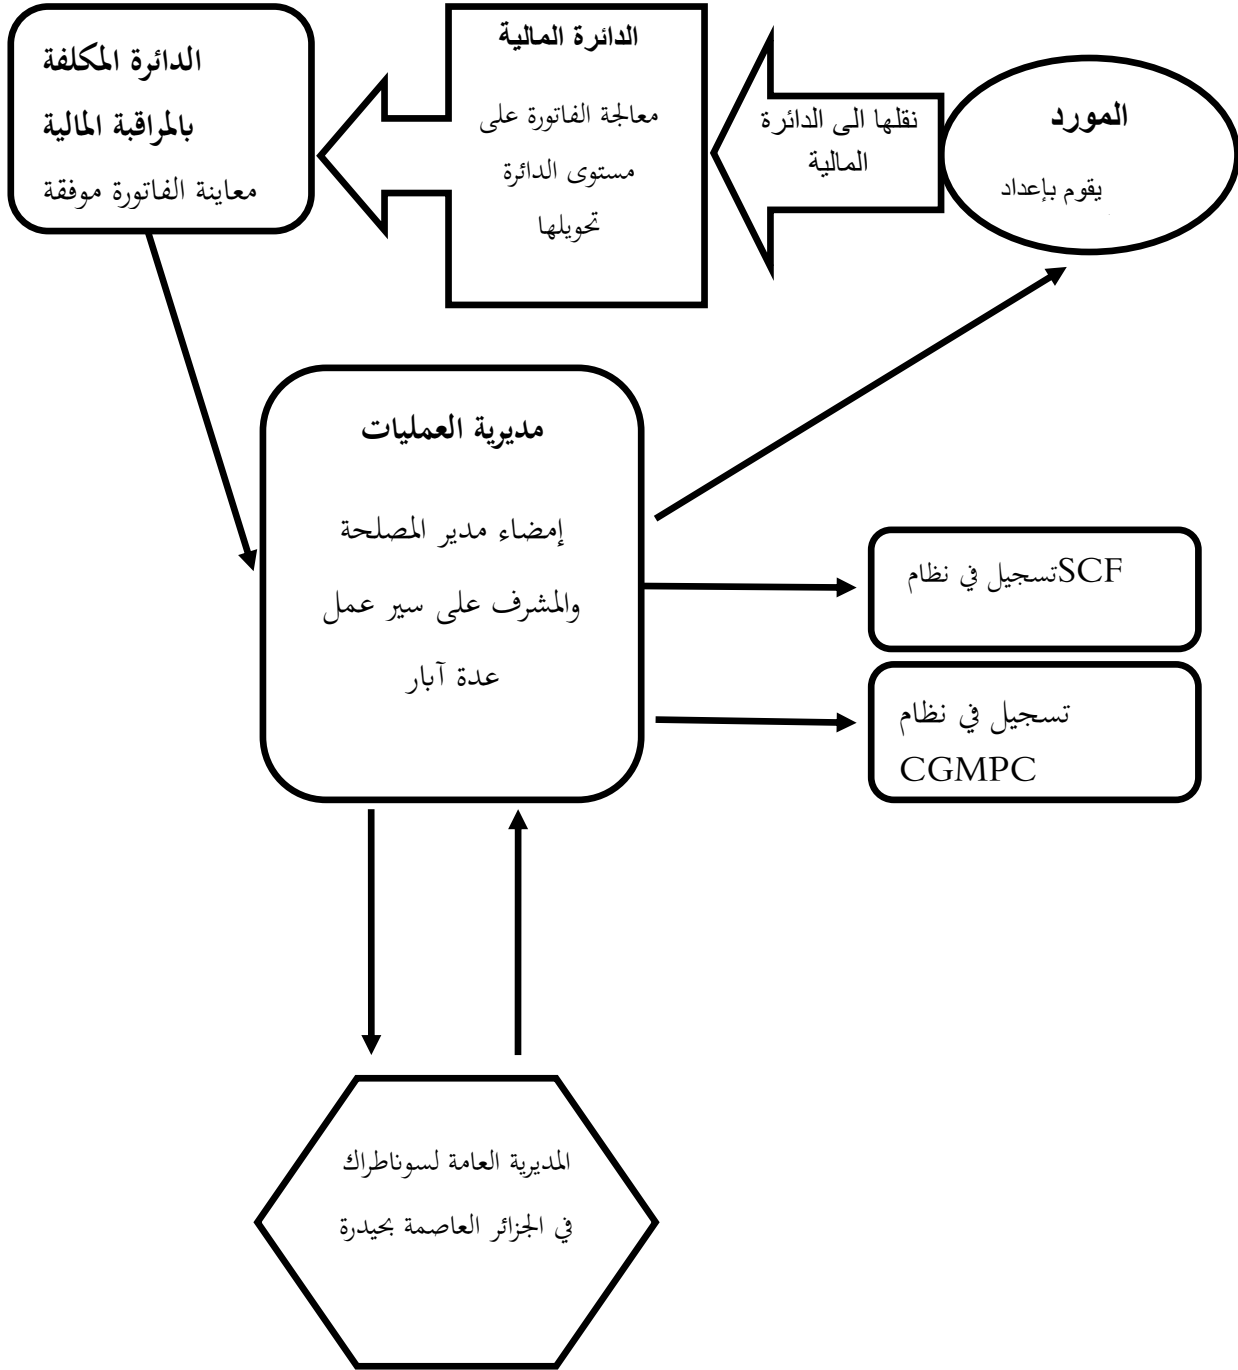 المورد
يقوم بإعداد
نقلها الى الدائرة
المالية
الدائرة المالية
معالجة الفاتورة على
مستوى الدائرة
تحويلها
الدائرة المكلفة
بالمراقبة المالية
معاينة الفاتورة موفقة
مديرية العمليات
إمضاء مدير المصلحة
والمشرف على سير عمل
عدة آبار
SCFتسجيل في نظام
تسجيل في نظام
CGMPC
المديرية العامة لسوناطراك
في الجزائر العاصمة بحيدرة